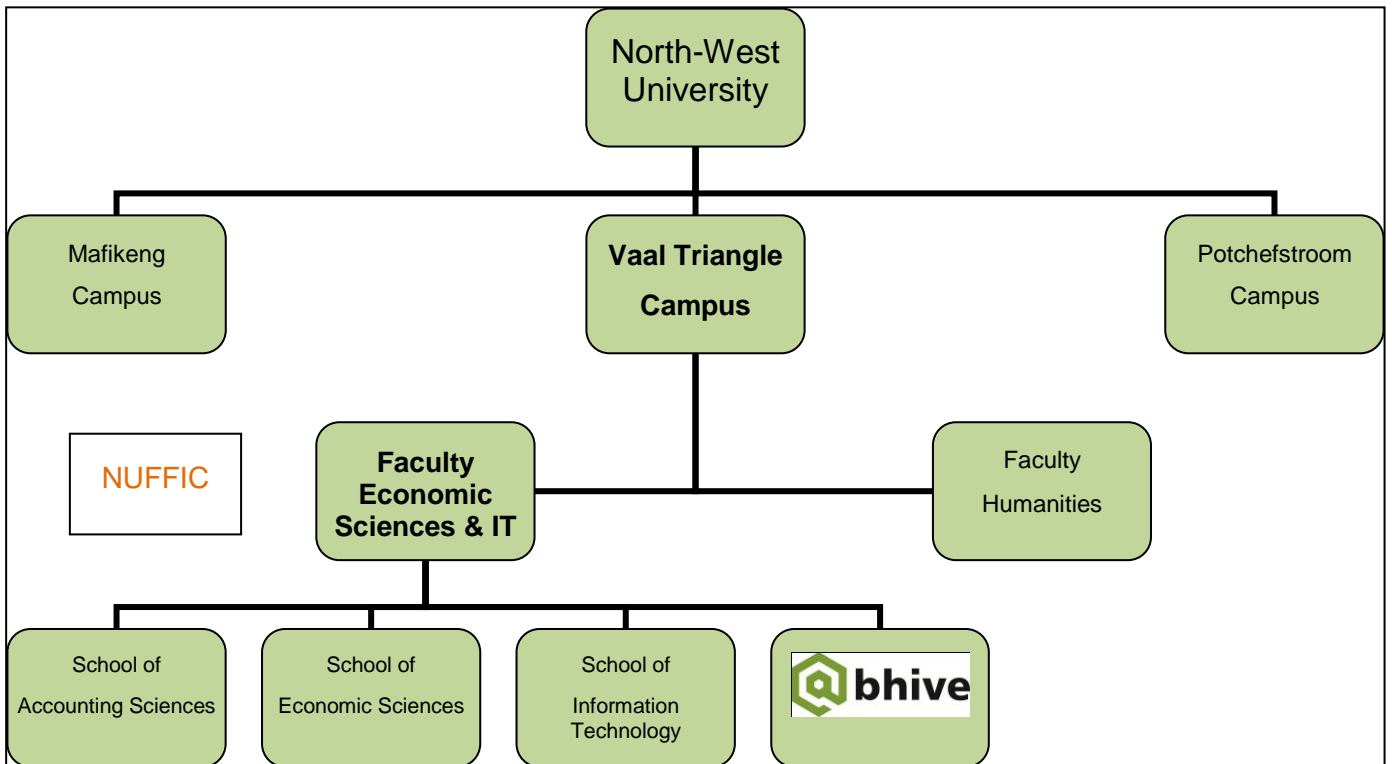 North-West
University
Mafikeng
Campus
Vaal Triangle
Campus
Potchefstroom
Campus
NUFFIC
Faculty
Economic
Sciences & IT
Faculty
Humanities
School of
Accounting Sciences
School of
Economic Sciences
School of
Information
Technology
@bhive